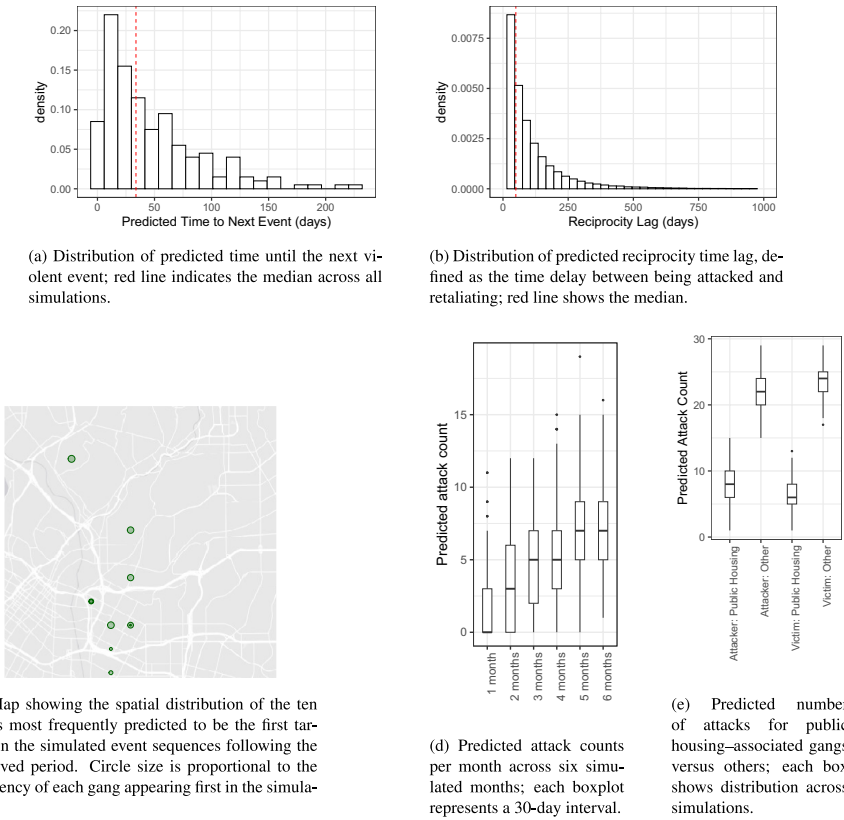 0.20
0.15
0.10
0.05
0.00
density
0
50
100
150
200
Predicted Time to Next Event (days)
0.0075
0.0050
0.0025
0.0000
density
0
250
500
750
1000
Reciprocity Lag (days)
(a) Distribution of predicted time until the next vi-
olent event; red line indicates the median across all
simulations.
(b) Distribution of predicted reciprocity time lag, de-
fined as the time delay between being attacked and
retaliating; red line shows the median.
Map showing the spatial distribution of the ten
s most frequently predicted to be the first tar-
in the simulated event sequences following the
ved period. Circle size is proportional to the
ency of each gang appearing first in the simula-
15
10
5
0
Predicted attack count
1 month
2 months
3 months
4 months
5 months
6 months
(d) Predicted attack counts
per month across six simu-
lated months; each boxplot
represents a 30-day interval.
30
20
10
0
Predicted Attack Count
Attacker: Public Housing
Attacker: Other
Victim: Public Housing
Victim: Other
(e) Predicted number
of attacks for public
housing–associated gangs
versus others; each box
shows distribution across
simulations.